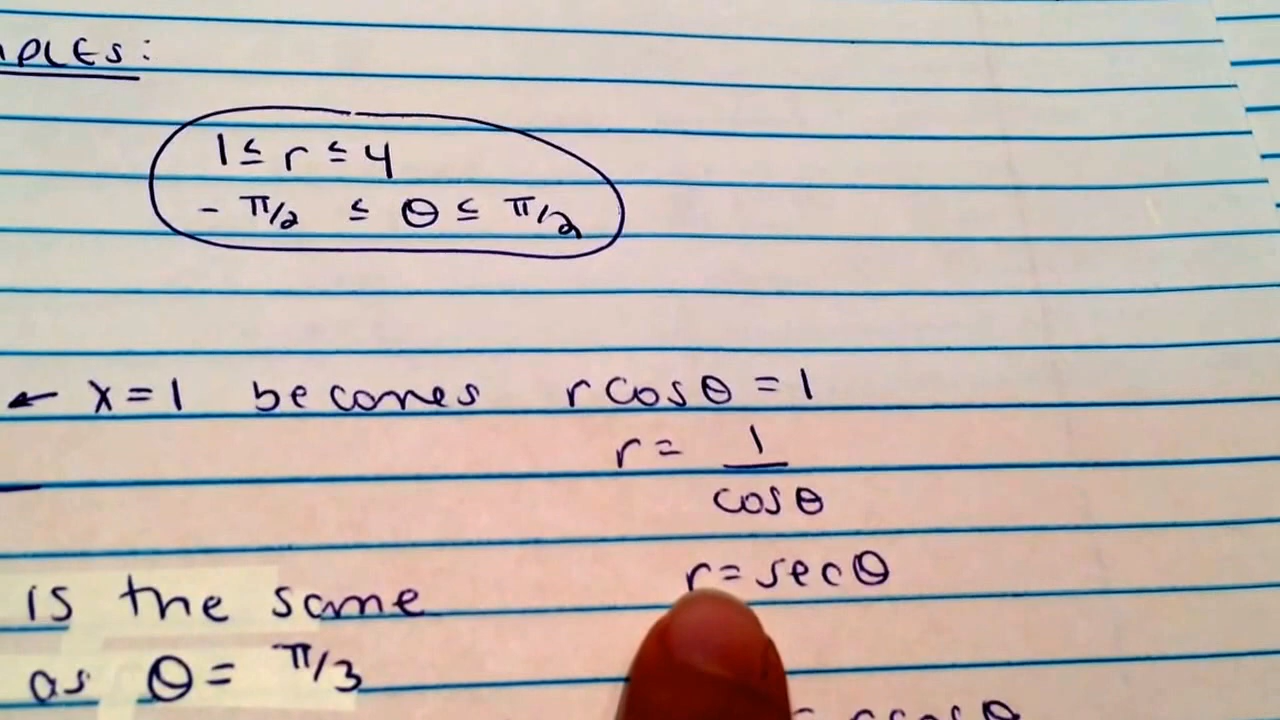 PLES:
1 ≤ r ≤ 4
- π/2 ≤ θ ≤ π/2
← x = 1 becomes r cos θ = 1
r = 1/cos θ
r = sec θ
is the same
as θ = π/3